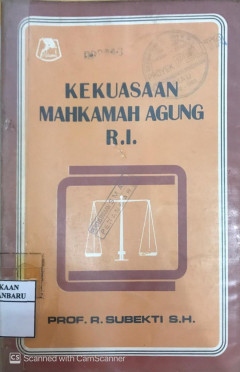 KEKUASAAN
MAHKAMAH AGUNG
R.I.
KAAN
ANBARU
PROF. R. SUBEKTI S.H.
CS Scanned with CamScanner